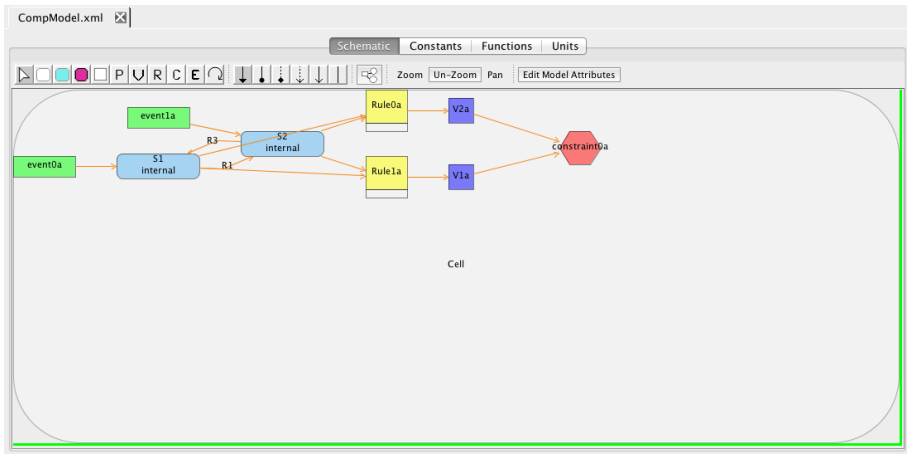 CompModel.xml
Schematic Constants Functions Units
P V R C E Zoom Un-Zoom Pan Edit Model Attributes
event1a
Rule0a
V2a
R3
S2
internal
constraint0a
event0a
S1
internal
R1
Rule1a
V1a
Cell